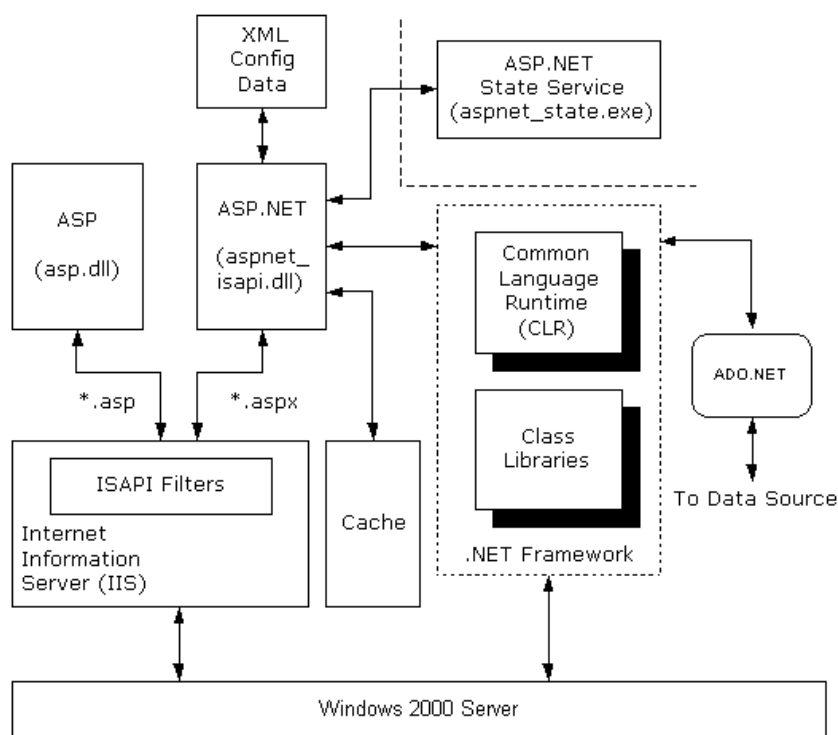 XML
Config
Data
ASP.NET
State Service
(aspnet_state.exe)
ASP
(asp.dll)
ASP.NET
(aspnet_
isapi.dll)
Common
Language
Runtime
(CLR)
ADO.NET
*.asp
*.aspx
Class
Libraries
ISAPI Filters
Internet
Information
Server (IIS)
Cache
To Data Source
.NET Framework
Windows 2000 Server